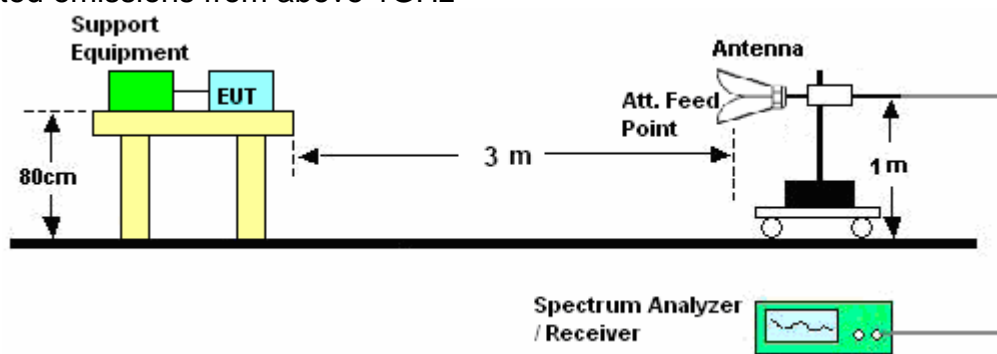 Support
Equipment
Antenna
EUT
Att. Feed
Point
3 m
80cm
1 m
Spectrum Analyzer
/ Receiver